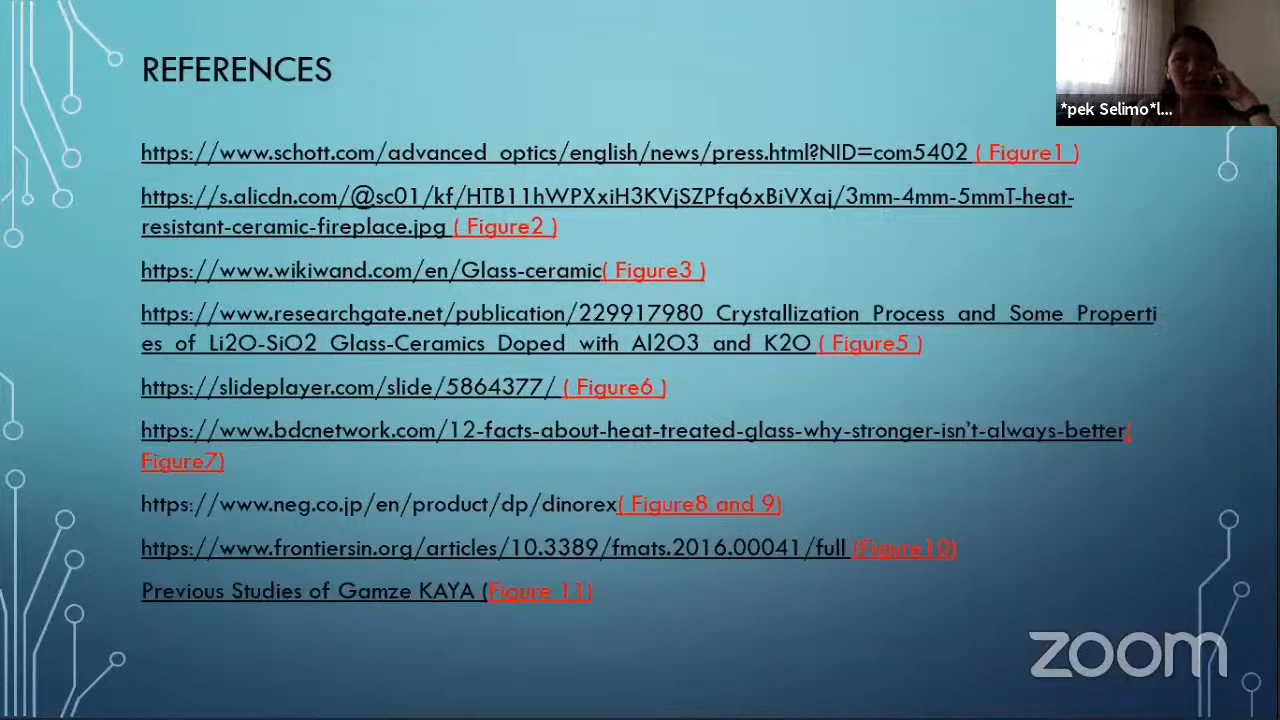 REFERENCES
*pek Selimo*l...
https://www.schott.com/advanced_optics/english/news/press.html?NID=com5402 ( Figure1 )
https://s.alicdn.com/@sc01/kf/HTB11hWPXxiH3KVjSZPfq6xBiVXaj/3mm-4mm-5mmT-heat-
resistant-ceramic-fireplace.jpg ( Figure2 )
https://www.wikiwand.com/en/Glass-ceramic( Figure3 )
https://www.researchgate.net/publication/229917980_Crystallization_Process_and_Some_Properti
es_of_Li2O-SiO2_Glass-Ceramics_Doped_with_Al2O3_and_K2O ( Figure5 )
https://slideplayer.com/slide/5864377/ ( Figure6 )
https://www.bdcnetwork.com/12-facts-about-heat-treated-glass-why-stronger-isn’t-always-better(
Figure7)
https://www.neg.co.jp/en/product/dp/dinorex( Figure8 and 9)
https://www.frontiersin.org/articles/10.3389/fmats.2016.00041/full (Figure10)
Previous Studies of Gamze KAYA (Figure 11)
zoom